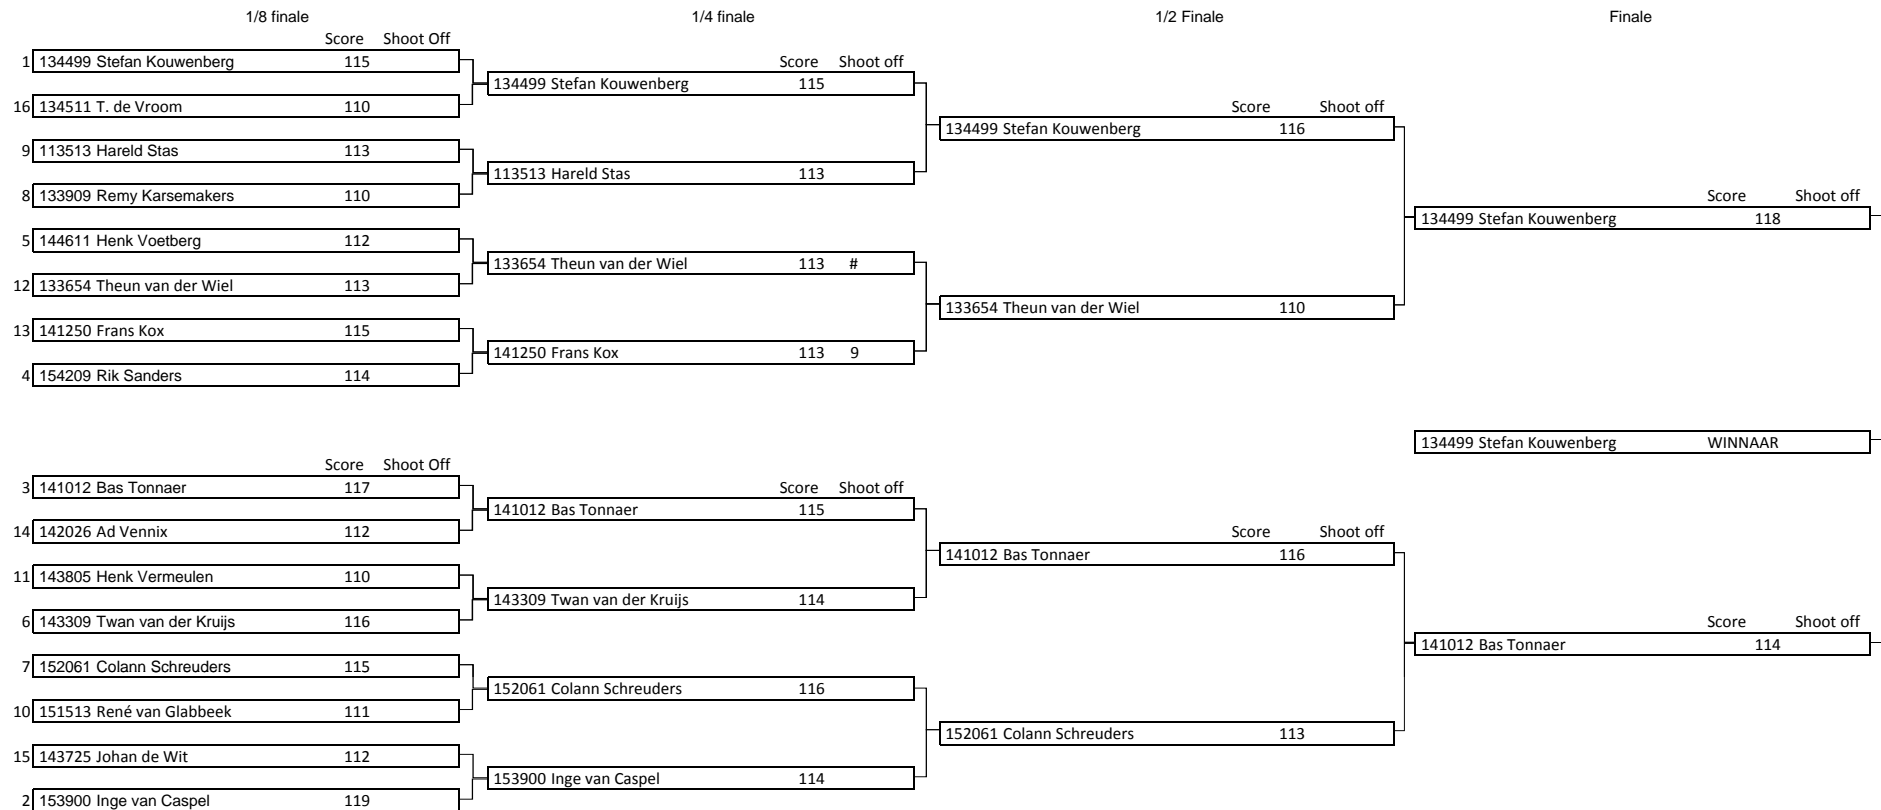 1/8 finale 1/4 finale 1/2 Finale Finale
Score Shoot Off
1 134499 Stefan Kouwenberg 115
16 134511 T. de Vroom 110
9 113513 Hareld Stas 113
8 133909 Remy Karsemakers 110
5 144611 Henk Voetberg 112
12 133654 Theun van der Wiel 113
13 141250 Frans Kox 115
4 154209 Rik Sanders 114
Score Shoot off
134499 Stefan Kouwenberg 115
113513 Hareld Stas 113
133654 Theun van der Wiel 113 #
141250 Frans Kox 113 9
Score Shoot off
134499 Stefan Kouwenberg 116
133654 Theun van der Wiel 110
Score Shoot off
134499 Stefan Kouwenberg 118
134499 Stefan Kouwenberg WINNAAR
Score Shoot Off
3 141012 Bas Tonnaer 117
14 142026 Ad Vennix 112
11 143805 Henk Vermeulen 110
6 143309 Twan van der Kruijs 116
7 152061 Colann Schreuders 115
10 151513 René van Glabbeek 111
15 143725 Johan de Wit 112
2 153900 Inge van Caspel 119
Score Shoot off
141012 Bas Tonnaer 115
143309 Twan van der Kruijs 114
152061 Colann Schreuders 116
153900 Inge van Caspel 114
Score Shoot off
141012 Bas Tonnaer 116
152061 Colann Schreuders 113
Score Shoot off
141012 Bas Tonnaer 114